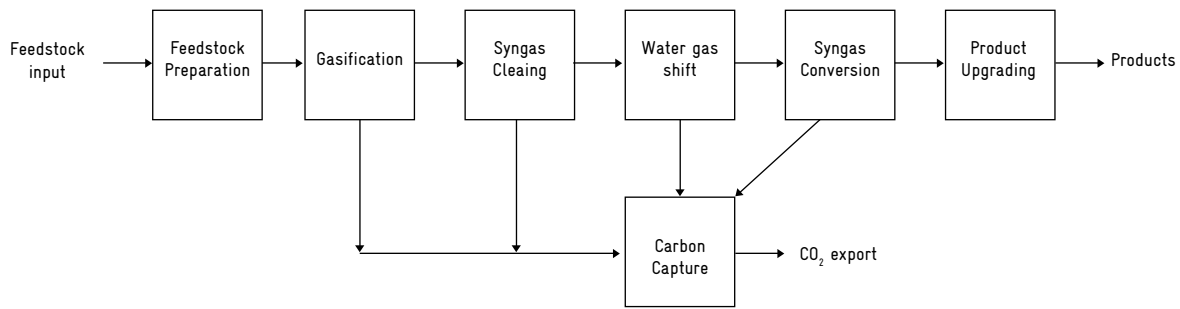 Feedstock
input
Feedstock
Preparation
Gasification
Syngas
Cleaing
Water gas
shift
Syngas
Conversion
Product
Upgrading
Products
Carbon
Capture
CO₂ export